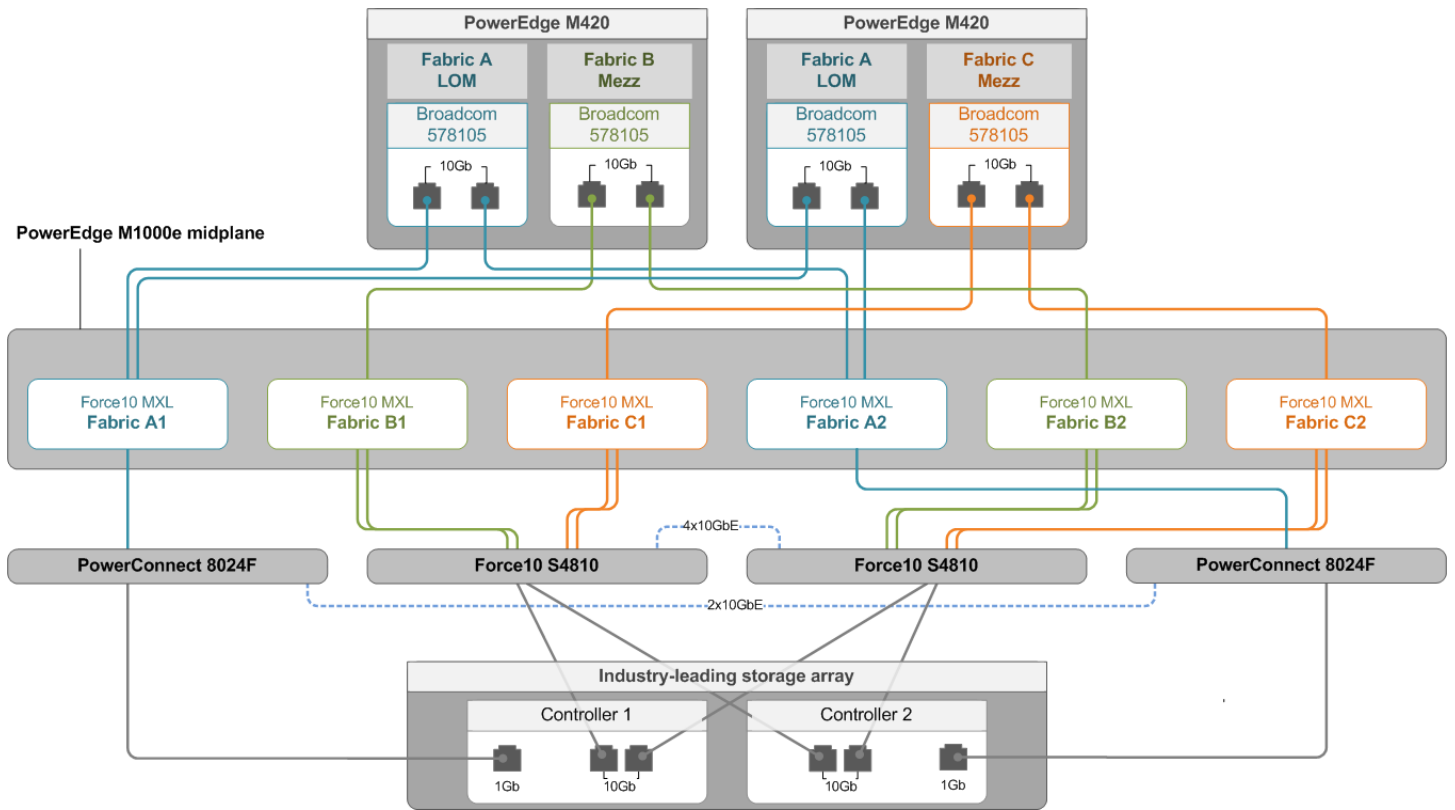 PowerEdge M420
PowerEdge M420
Fabric A
LOM
Fabric B
Mezz
Fabric A
LOM
Fabric C
Mezz
Broadcom
578105
Broadcom
578105
Broadcom
578105
Broadcom
578105
10Gb
10Gb
10Gb
10Gb
PowerEdge M1000e midplane
Force10 MXL
Fabric A1
Force10 MXL
Fabric B1
Force10 MXL
Fabric C1
Force10 MXL
Fabric A2
Force10 MXL
Fabric B2
Force10 MXL
Fabric C2
4x10GbE
PowerConnect 8024F
Force10 S4810
Force10 S4810
PowerConnect 8024F
2x10GbE
Industry-leading storage array
Controller 1
Controller 2
1Gb
10Gb
10Gb
1Gb